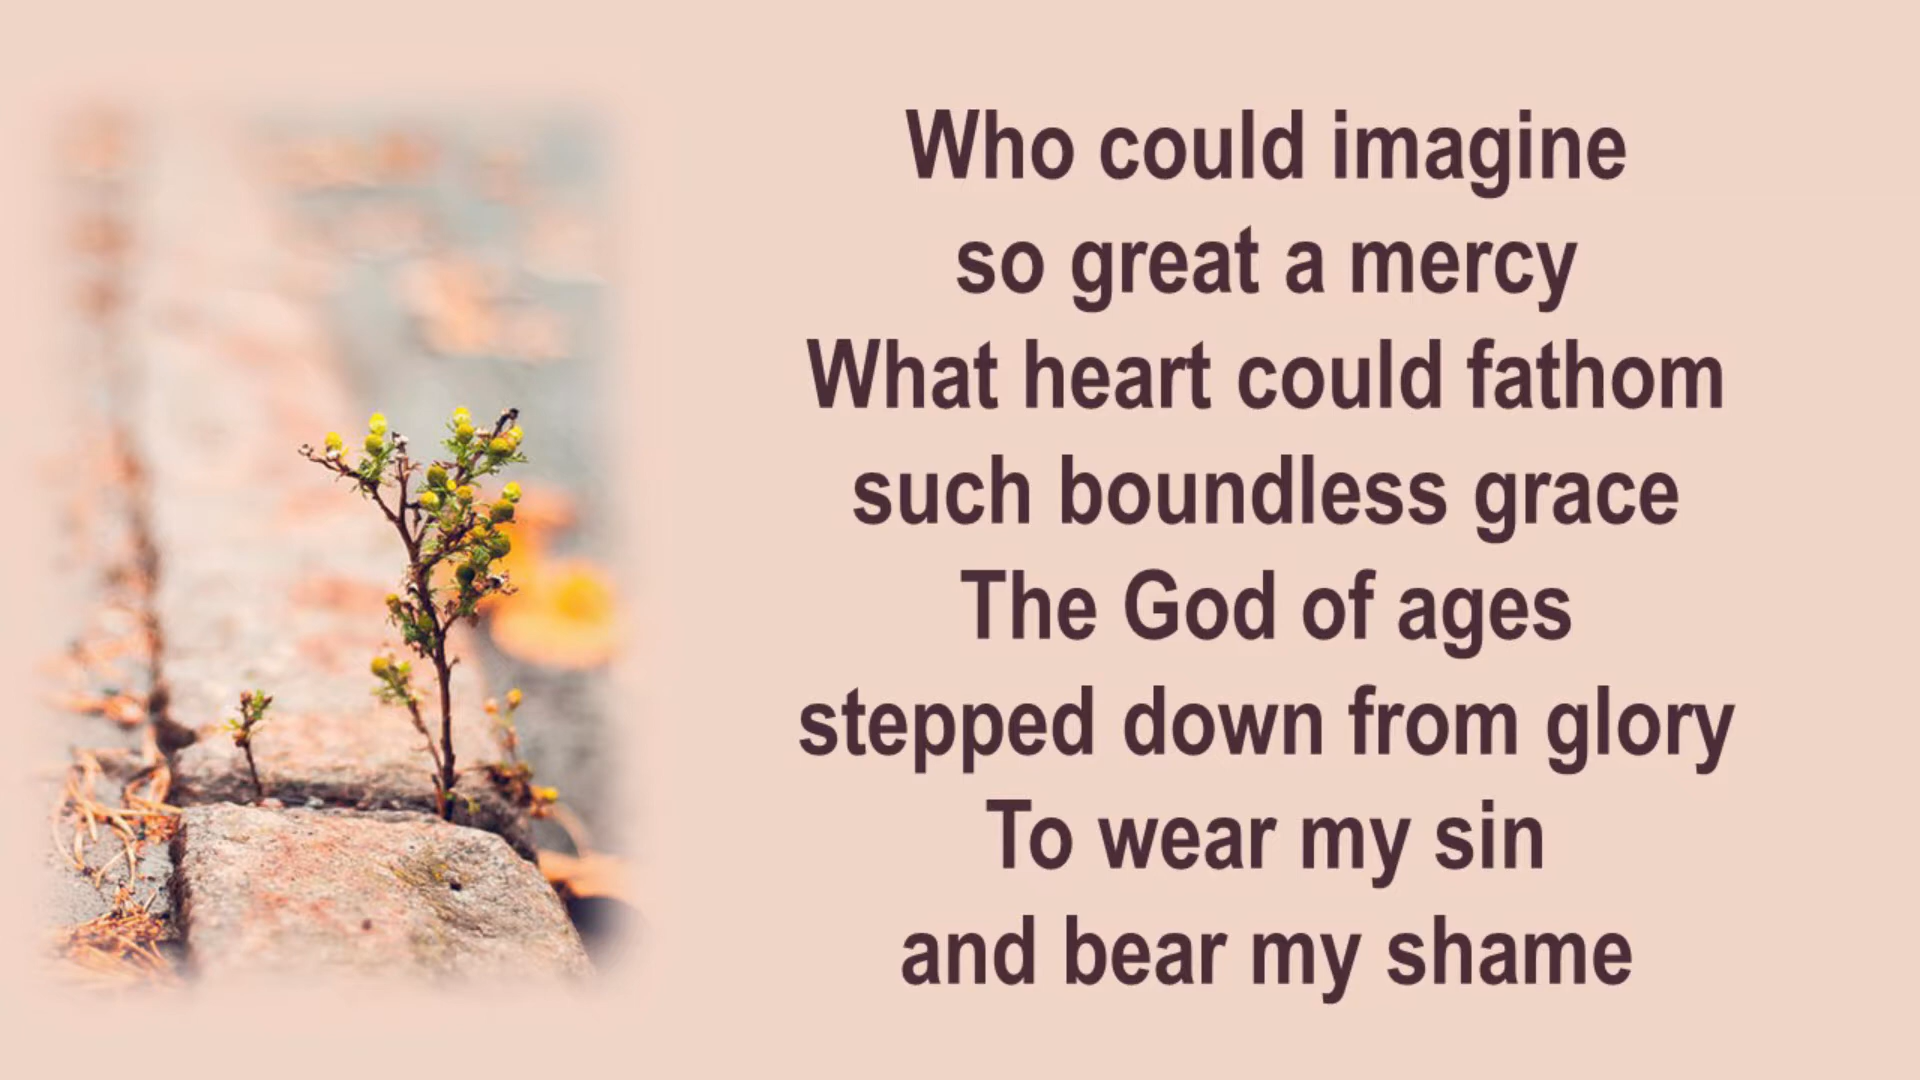 Who could imagine
so great a mercy
What heart could fathom
such boundless grace
The God of ages
stepped down from glory
To wear my sin
and bear my shame